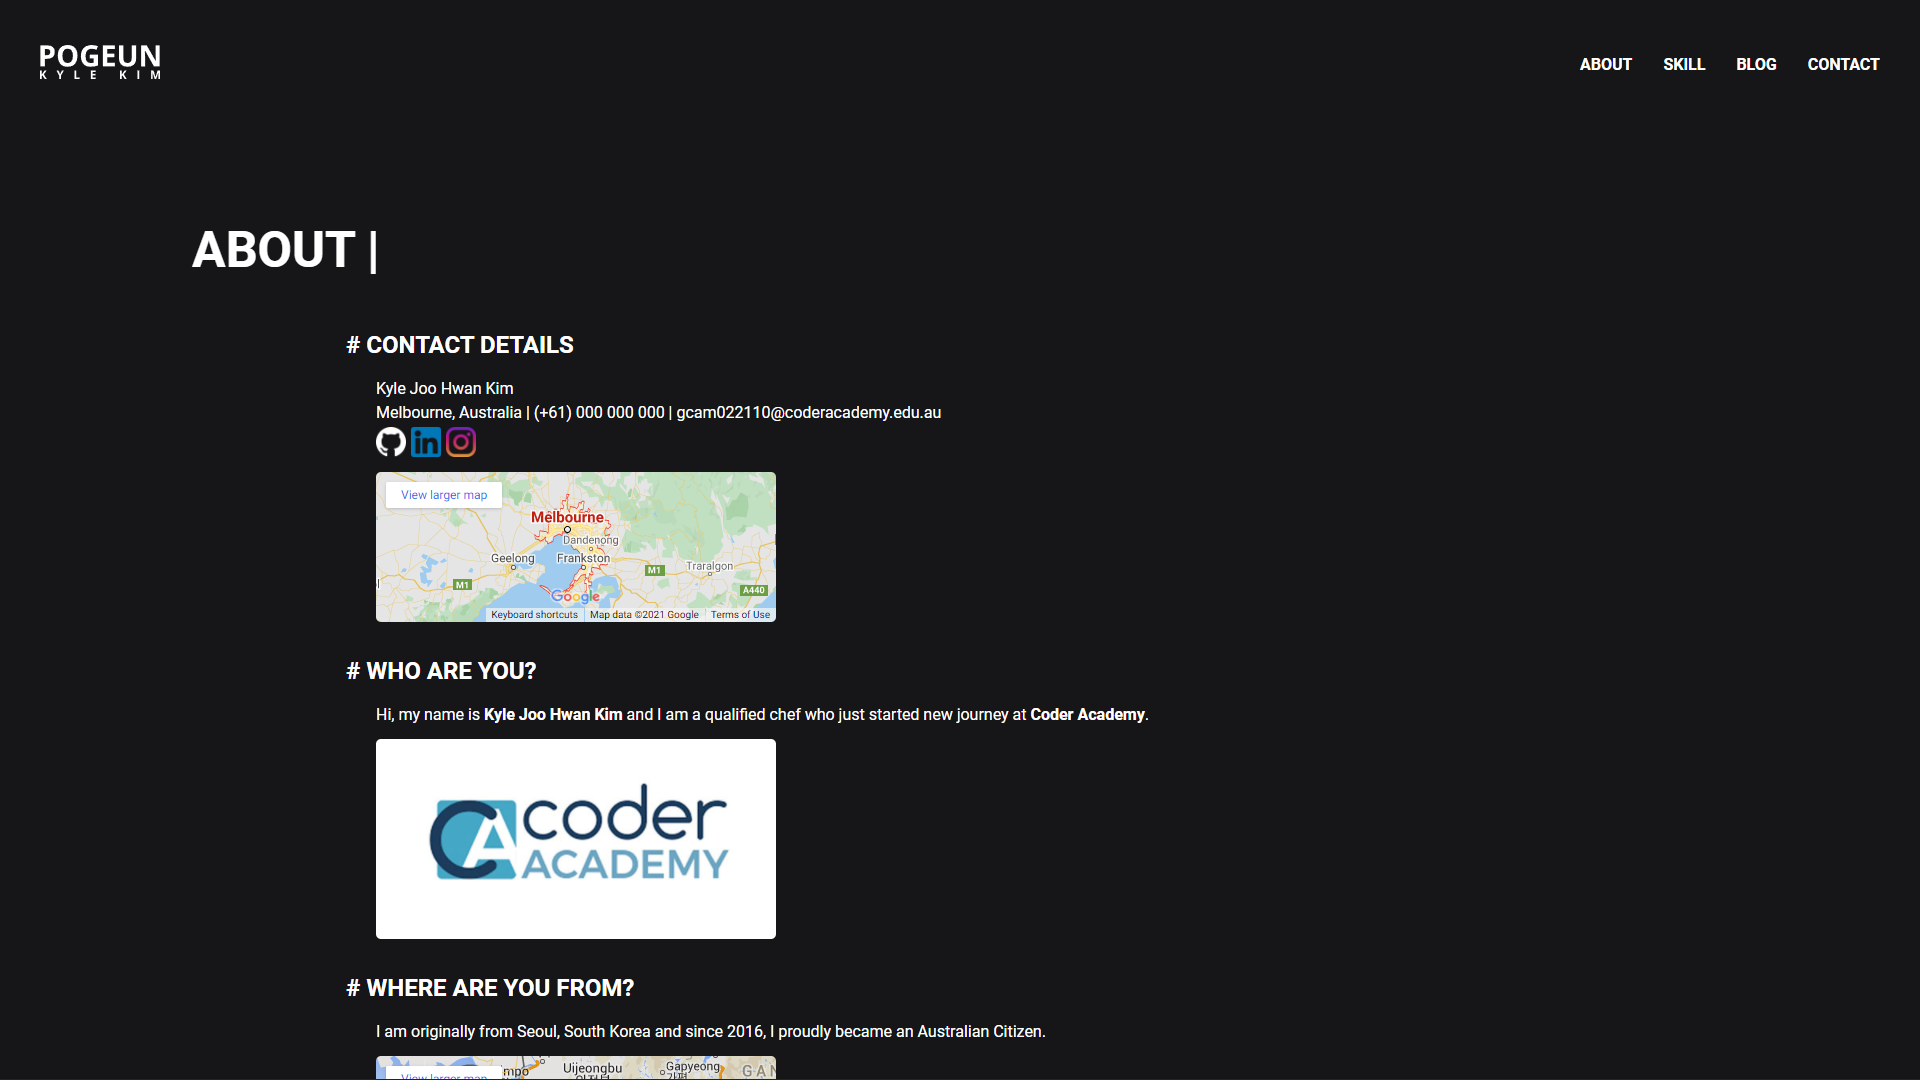 POGEUN
KYLE KIM
ABOUT SKILL BLOG CONTACT
ABOUT |
# CONTACT DETAILS
Kyle Joo Hwan Kim
Melbourne, Australia | (+61) 000 000 000 | gcam022110@coderacademy.edu.au
in
View larger map
Melbourne
Dandenong
Geelong
Frankston
Traralgon
M1
M1
A440
Google
Keyboard shortcuts
Map data ©2021 Google
Terms of Use
# WHO ARE YOU?
Hi, my name is Kyle Joo Hwan Kim and I am a qualified chef who just started new journey at Coder Academy.
CA
coder
ACADEMY
# WHERE ARE YOU FROM?
I am originally from Seoul, South Korea and since 2016, I proudly became an Australian Citizen.
Uijeongbu
Gapyeong
View larger map